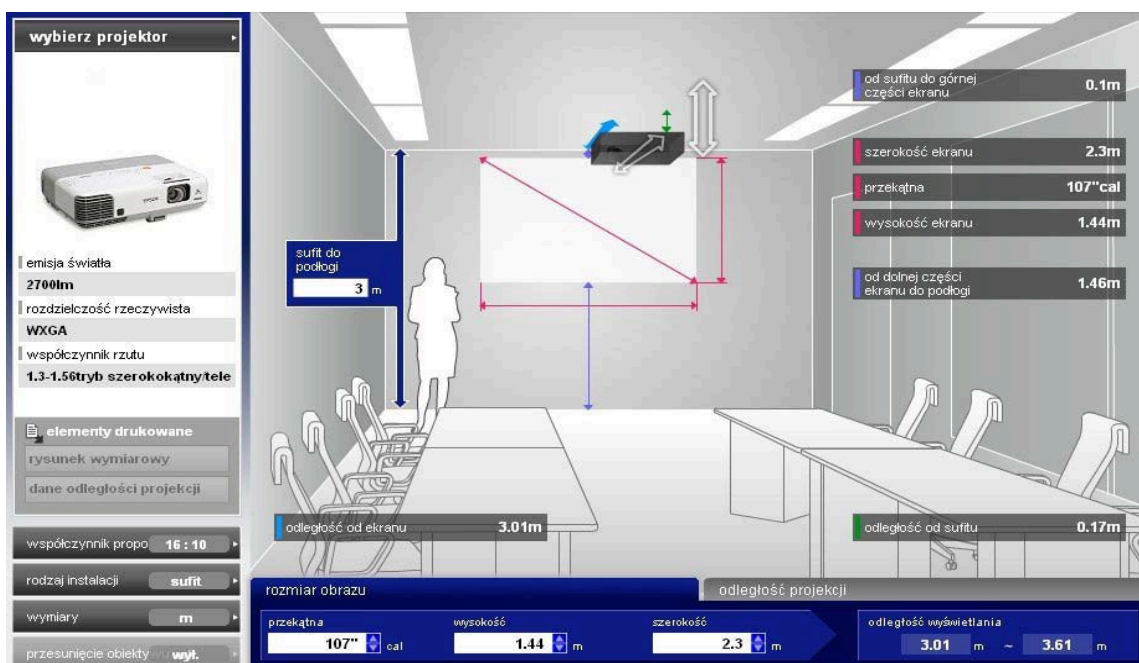 wybierz projektor
EPSON
emisja światła
2700lm
rozdzielczość rzeczywista
WXGA
współczynnik rzutu
1.3-1.56tryb szerokokątny/tele
elementy drukowane
rysunek wymiarowy
dane odległości projekcji
współczynnik propo 16 : 10
rodzaj instalacji sufit
wymiary m
przesunięcie obiekty wył.
sufit do
podłogi
3 m
od sufitu do górnej
części ekranu 0.1m
szerokość ekranu 2.3m
przekątna 107"cal
wysokość ekranu 1.44m
od dolnej części
ekranu do podłogi 1.46m
odległość od ekranu 3.01m
odległość od sufitu 0.17m
rozmiar obrazu
odległość projekcji
przekątna
107" cal
wysokość
1.44 m
szerokość
2.3 m
odległość wyświetlania
3.01 m ~ 3.61 m